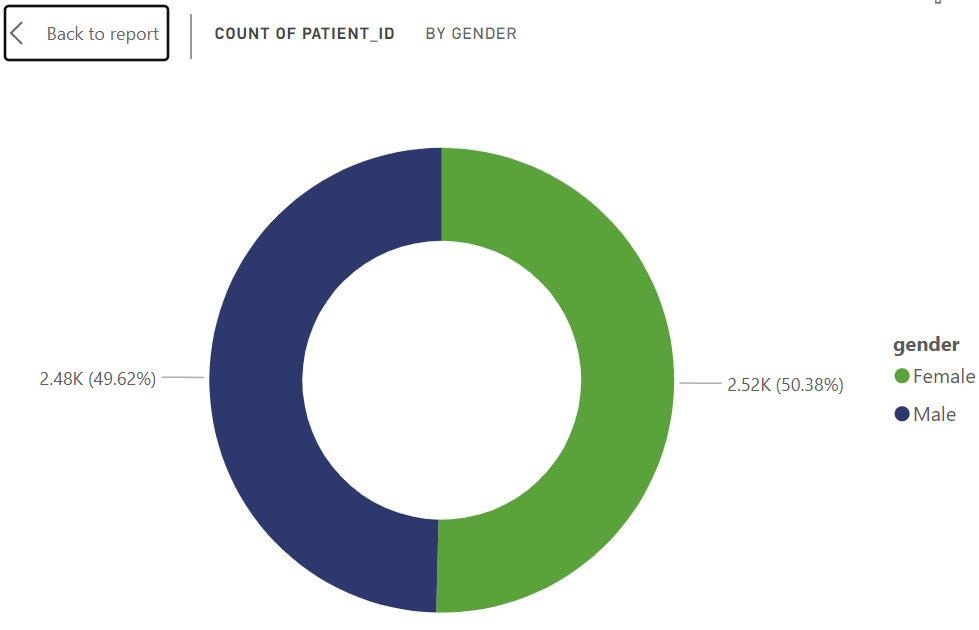 Back to report
COUNT OF PATIENT_ID BY GENDER
2.48K (49.62%)
2.52K (50.38%)
gender
Female
Male